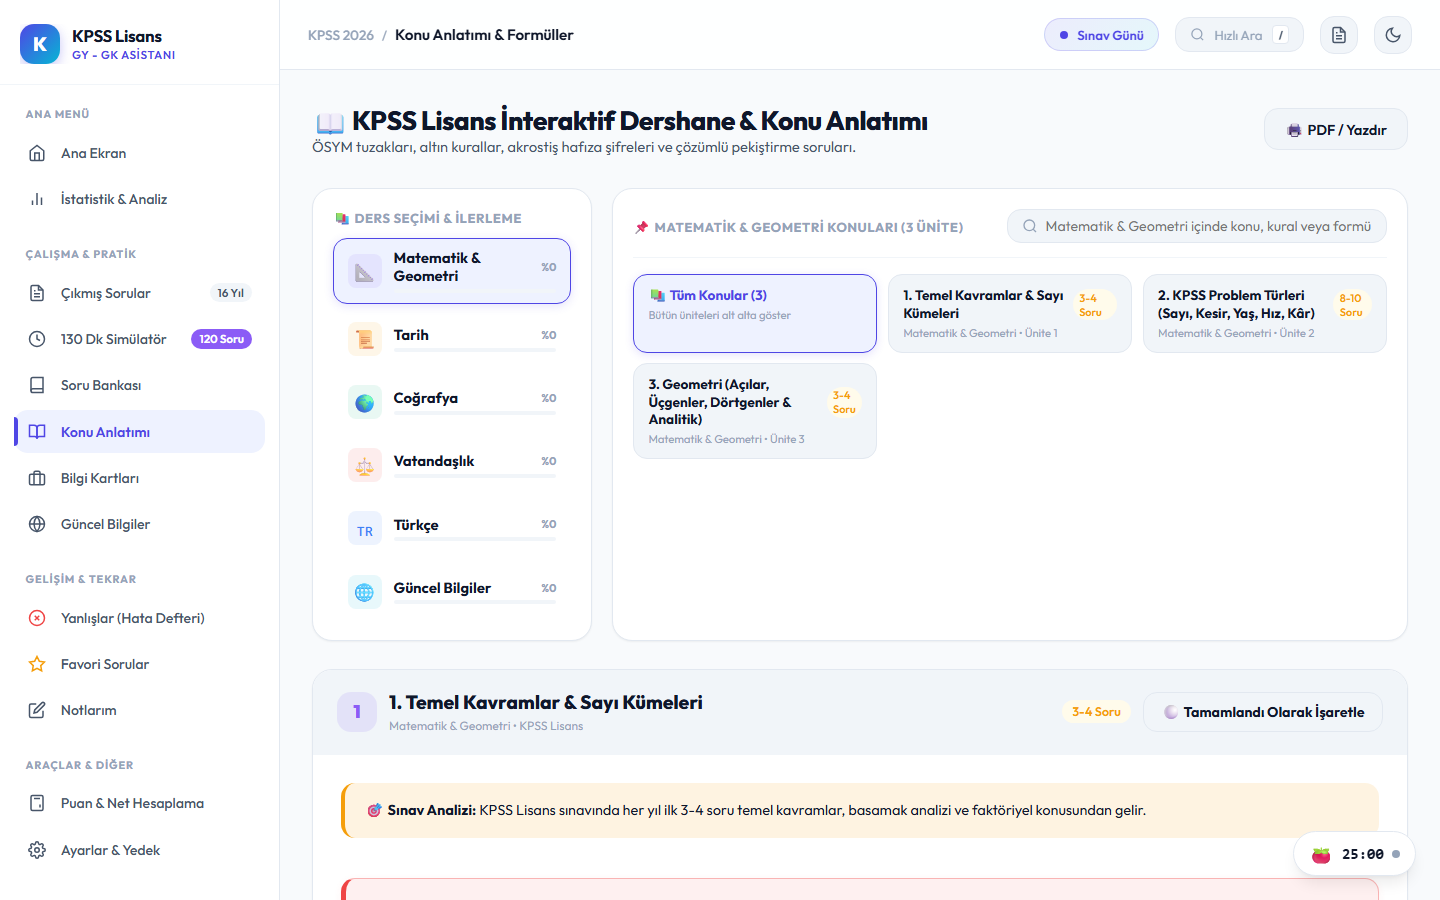 K
KPSS Lisans
GY - GK ASİSTANI
ANA MENÜ
Ana Ekran
İstatistik & Analiz
ÇALIŞMA & PRATİK
Çıkmış Sorular
16 Yıl
130 Dk Simülatör
120 Soru
Soru Bankası
Konu Anlatımı
Bilgi Kartları
Güncel Bilgiler
GELİŞİM & TEKRAR
Yanlışlar (Hata Defteri)
Favori Sorular
Notlarım
ARAÇLAR & DİĞER
Puan & Net Hesaplama
Ayarlar & Yedek
KPSS 2026 / Konu Anlatımı & Formüller
Sınav Günü
Hızlı Ara /
KPSS Lisans İnteraktif Dershane & Konu Anlatımı
ÖSYM tuzakları, altın kurallar, akrostiş hafıza şifreleri ve çözümlü pekiştirme soruları.
PDF / Yazdır
DERS SEÇİMİ & İLERLEME
Matematik &
Geometri
%0
Tarih
%0
Coğrafya
%0
Vatandaşlık
%0
TR
Türkçe
%0
Güncel Bilgiler
%0
MATEMATİK & GEOMETRİ KONULARI (3 ÜNİTE)
Matematik & Geometri içinde konu, kural veya formü
Tüm Konular (3)
Bütün üniteleri alt alta göster
1. Temel Kavramlar & Sayı
Kümeleri
3-4
Soru
Matematik & Geometri • Ünite 1
2. KPSS Problem Türleri
(Sayı, Kesir, Yaş, Hız, Kâr)
8-10
Soru
Matematik & Geometri • Ünite 2
3. Geometri (Açılar,
Üçgenler, Dörtgenler &
Analitik)
3-4
Soru
Matematik & Geometri • Ünite 3
1
1. Temel Kavramlar & Sayı Kümeleri
Matematik & Geometri • KPSS Lisans
3-4 Soru
Tamamlandı Olarak İşaretle
Sınav Analizi: KPSS Lisans sınavında her yıl ilk 3-4 soru temel kavramlar, basamak analizi ve faktöriyel konusundan gelir.
25:00